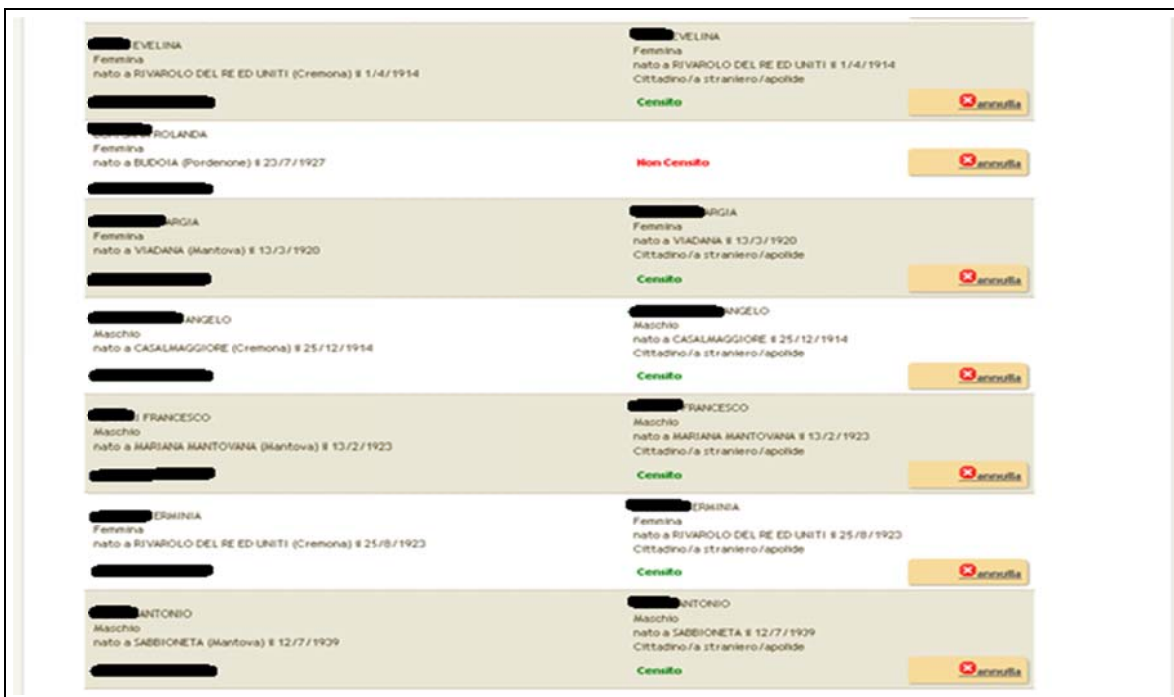 EVELINA
Femmina
nato a RIVAROLO DEL RE ED UNITI (Cremona) il 1/4/1914
EVELINA
Femmina
nato a RIVAROLO DEL RE ED UNITI il 1/4/1914
Cittadino/a straniero/apolide
Censito
annulla
ROLANDA
Femmina
nato a BUDOIA (Pordenone) il 23/7/1927
Non Censito
annulla
ARGIA
Femmina
nato a VIADANA (Mantova) il 13/3/1920
ARGIA
Femmina
nato a VIADANA il 13/3/1920
Cittadino/a straniero/apolide
Censito
annulla
ANGELO
Maschio
nato a CASALMAGGIORE (Cremona) il 25/12/1914
ANGELO
Maschio
nato a CASALMAGGIORE il 25/12/1914
Cittadino/a straniero/apolide
Censito
annulla
FRANCESCO
Maschio
nato a MARIANA MANTOVANA (Mantova) il 13/2/1923
FRANCESCO
Maschio
nato a MARIANA MANTOVANA il 13/2/1923
Cittadino/a straniero/apolide
Censito
annulla
ERMINIA
Femmina
nato a RIVAROLO DEL RE ED UNITI (Cremona) il 25/8/1923
ERMINIA
Femmina
nato a RIVAROLO DEL RE ED UNITI il 25/8/1923
Cittadino/a straniero/apolide
Censito
annulla
ANTONIO
Maschio
nato a SABBIONETA (Mantova) il 12/7/1939
ANTONIO
Maschio
nato a SABBIONETA il 12/7/1939
Cittadino/a straniero/apolide
Censito
annulla